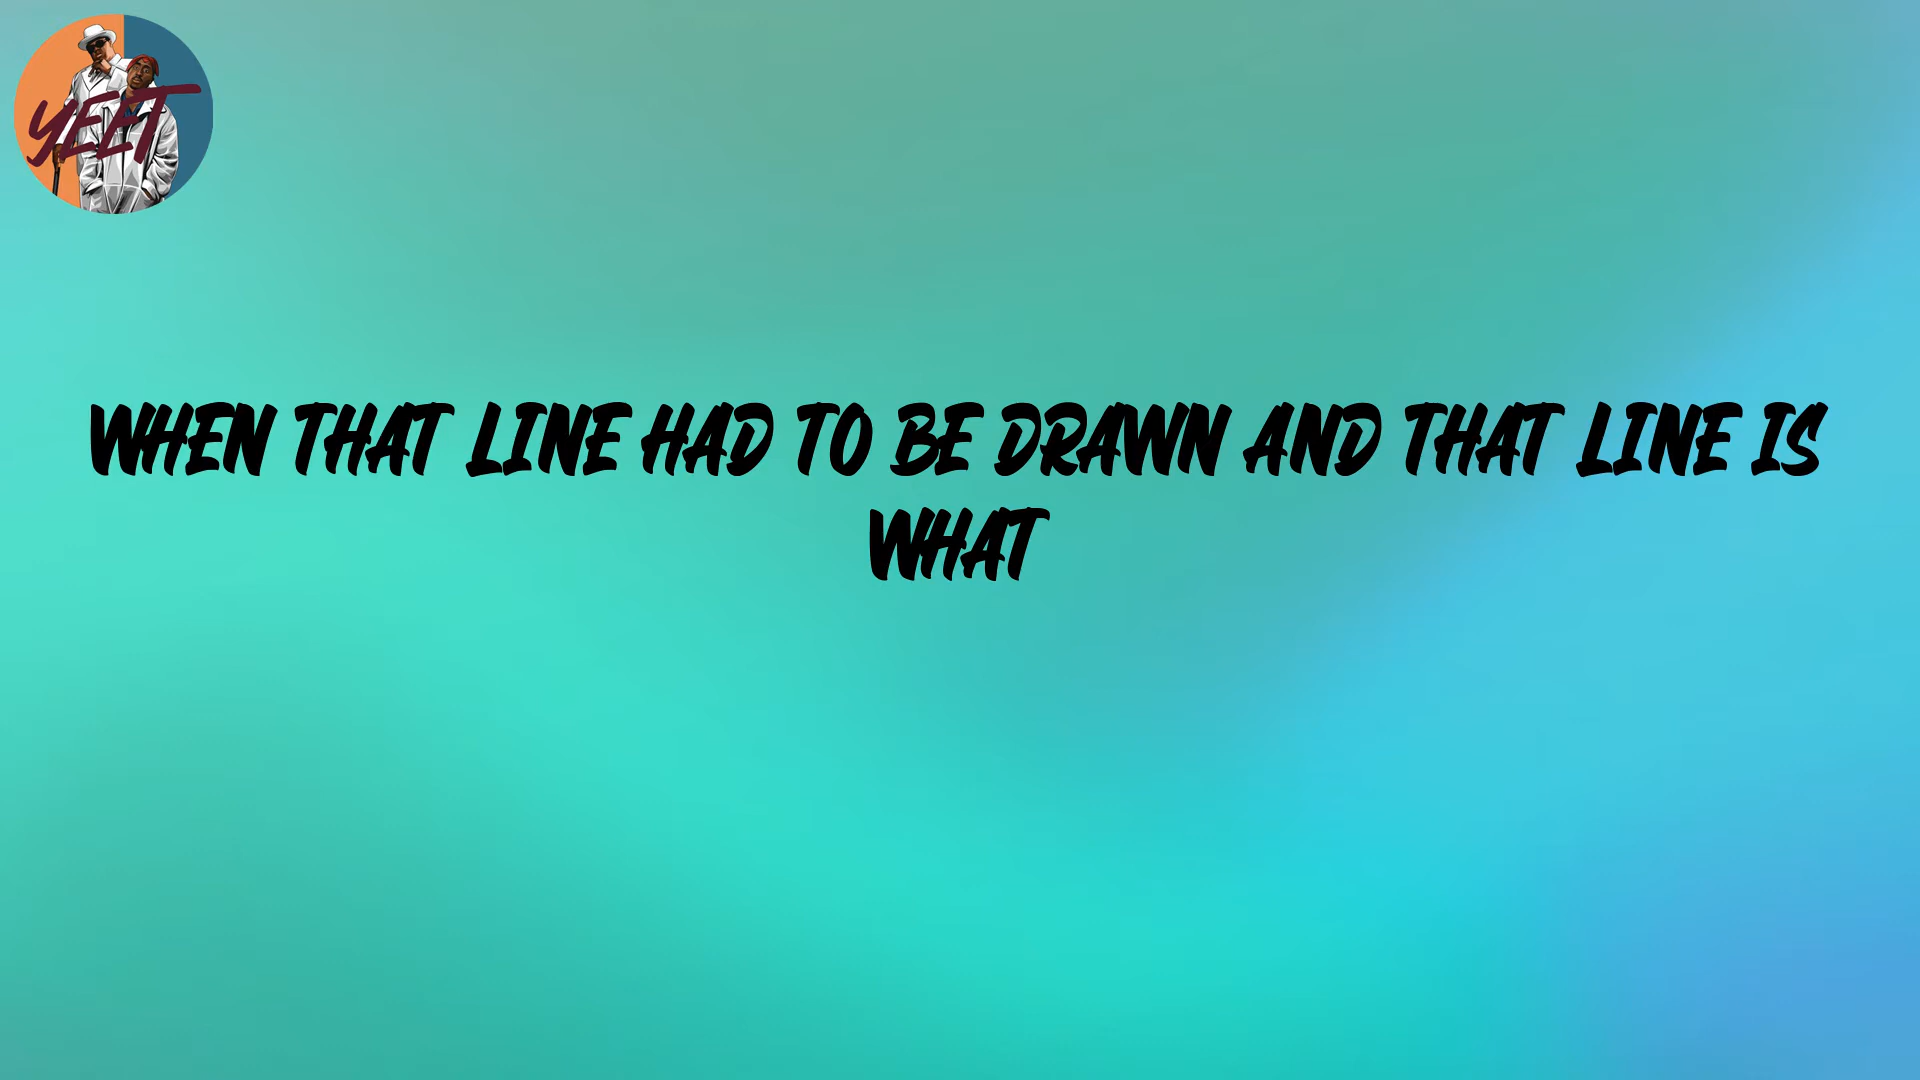 YEET
WHEN THAT LINE HAD TO BE DRAWN AND THAT LINE IS
WHAT